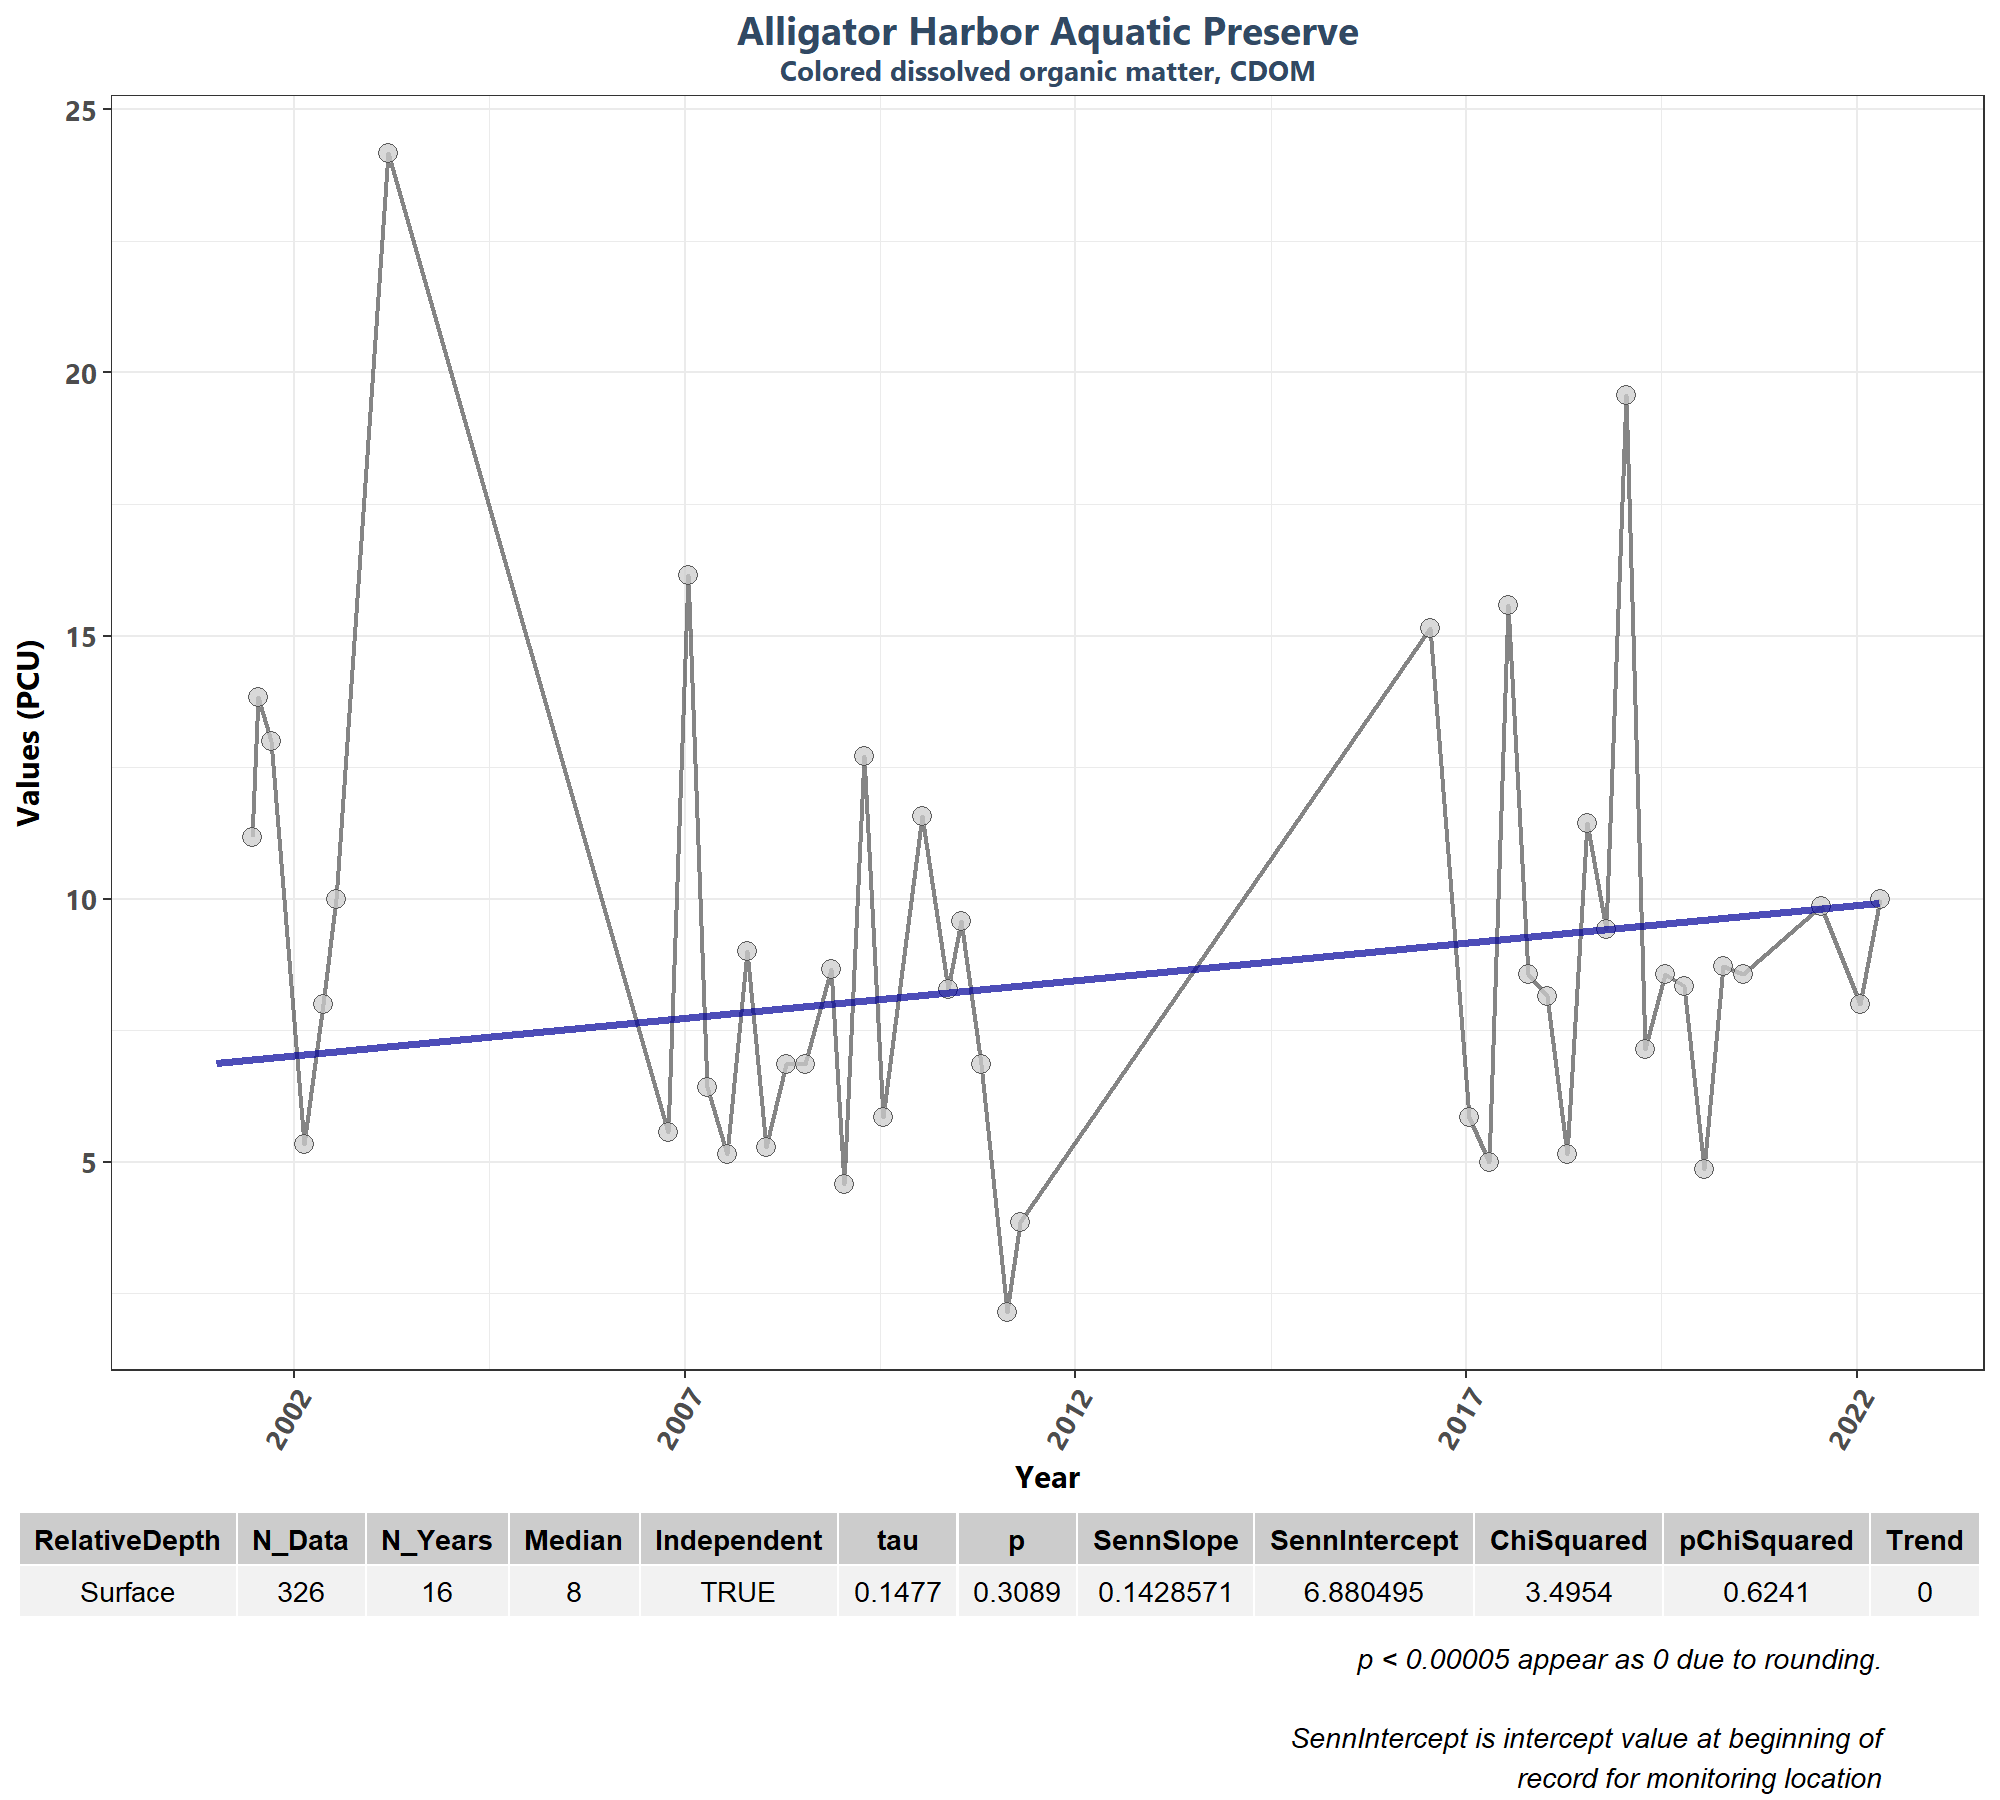 Alligator Harbor Aquatic Preserve
Colored dissolved organic matter, CDOM
25
20
15
10
5
Values (PCU)
2002 2007 2012 2017 2022
Year
RelativeDepth N_Data N_Years Median Independent tau p SennSlope SennIntercept ChiSquared pChiSquared Trend
Surface 326 16 8 TRUE 0.1477 0.3089 0.1428571 6.880495 3.4954 0.6241 0
p < 0.00005 appear as 0 due to rounding.
SennIntercept is intercept value at beginning of
record for monitoring location